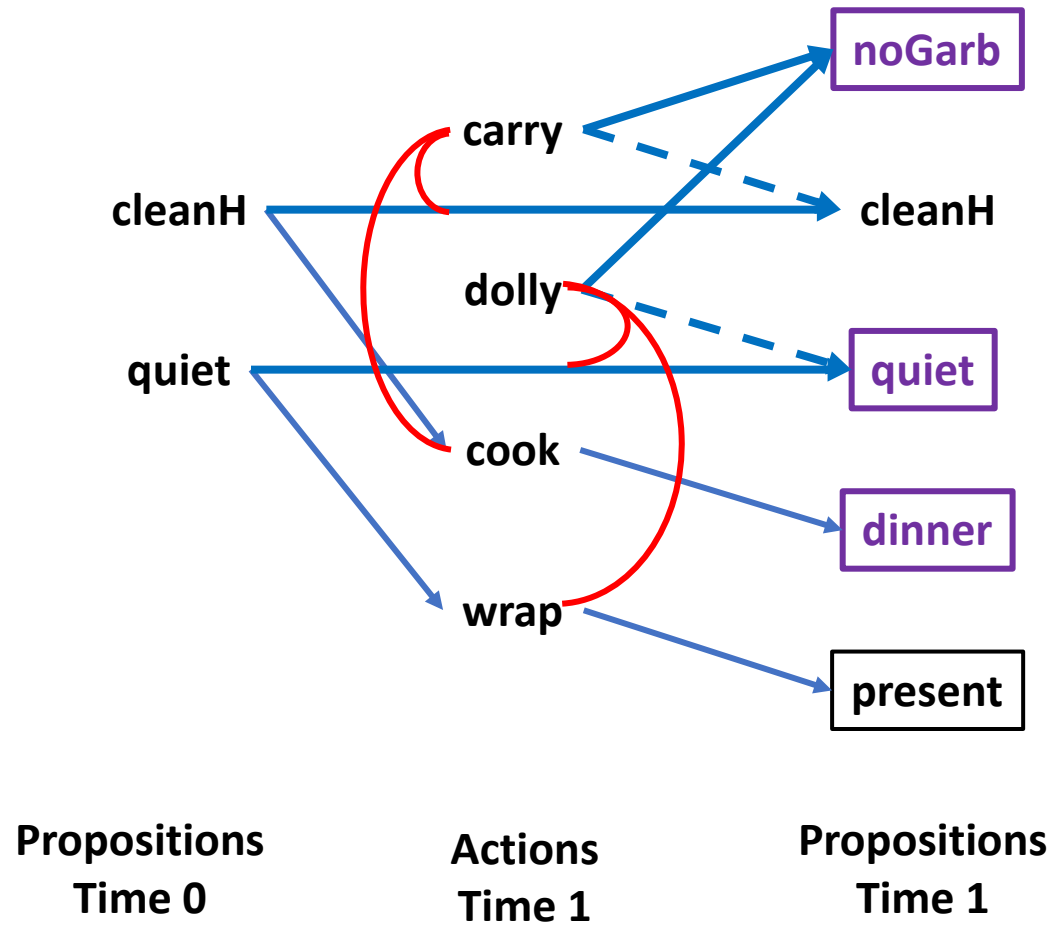 noGarb
carry
cleanH
cleanH
dolly
quiet
quiet
cook
dinner
wrap
present
Propositions
Time 0
Actions
Time 1
Propositions
Time 1